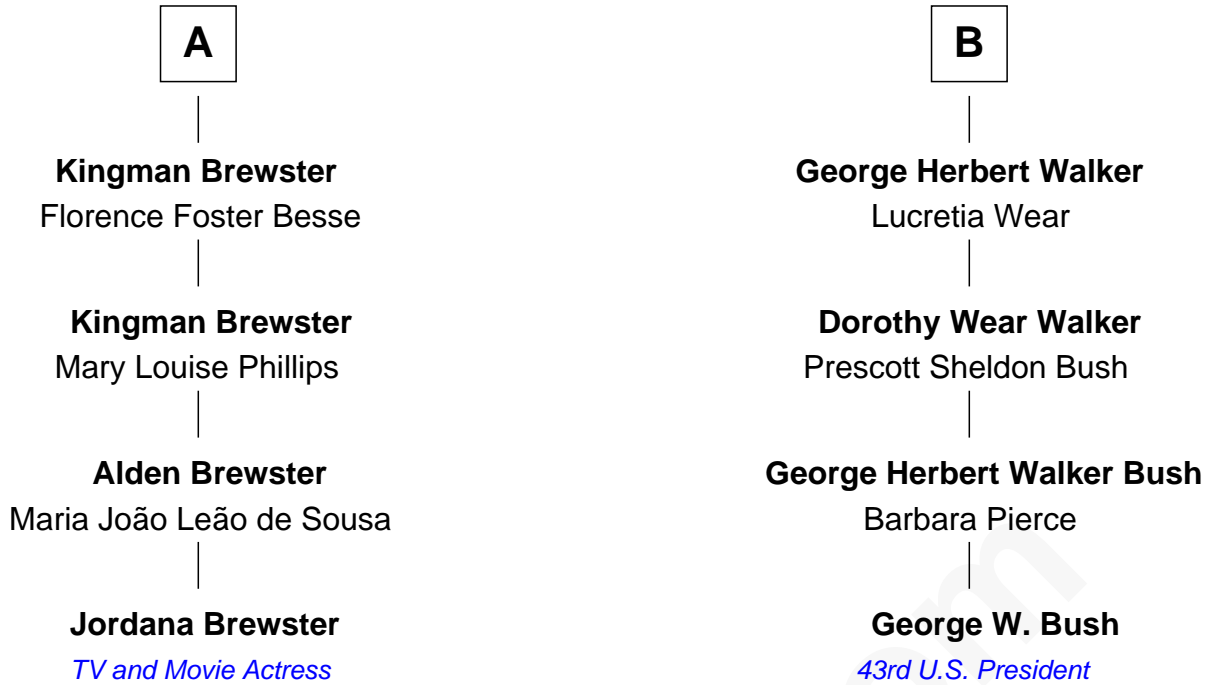 A
B
Kingman Brewster
Florence Foster Besse
Kingman Brewster
Mary Louise Phillips
Alden Brewster
Maria João Leão de Sousa
Jordana Brewster
TV and Movie Actress
George Herbert Walker
Lucretia Wear
Dorothy Wear Walker
Prescott Sheldon Bush
George Herbert Walker Bush
Barbara Pierce
George W. Bush
43rd U.S. President